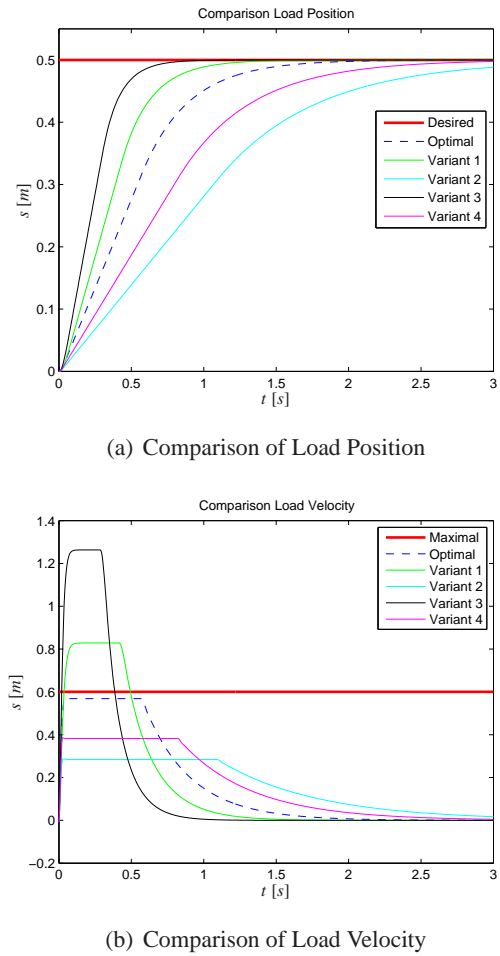 Comparison Load Position
s [m]
0.5
0.4
0.3
0.2
0.1
0
Desired
Optimal
Variant 1
Variant 2
Variant 3
Variant 4
0 0.5 1 1.5 2 2.5 3
t [s]
(a) Comparison of Load Position
Comparison Load Velocity
s [m]
1.4
1.2
1
0.8
0.6
0.4
0.2
0
−0.2
Maximal
Optimal
Variant 1
Variant 2
Variant 3
Variant 4
0 0.5 1 1.5 2 2.5 3
t [s]
(b) Comparison of Load Velocity